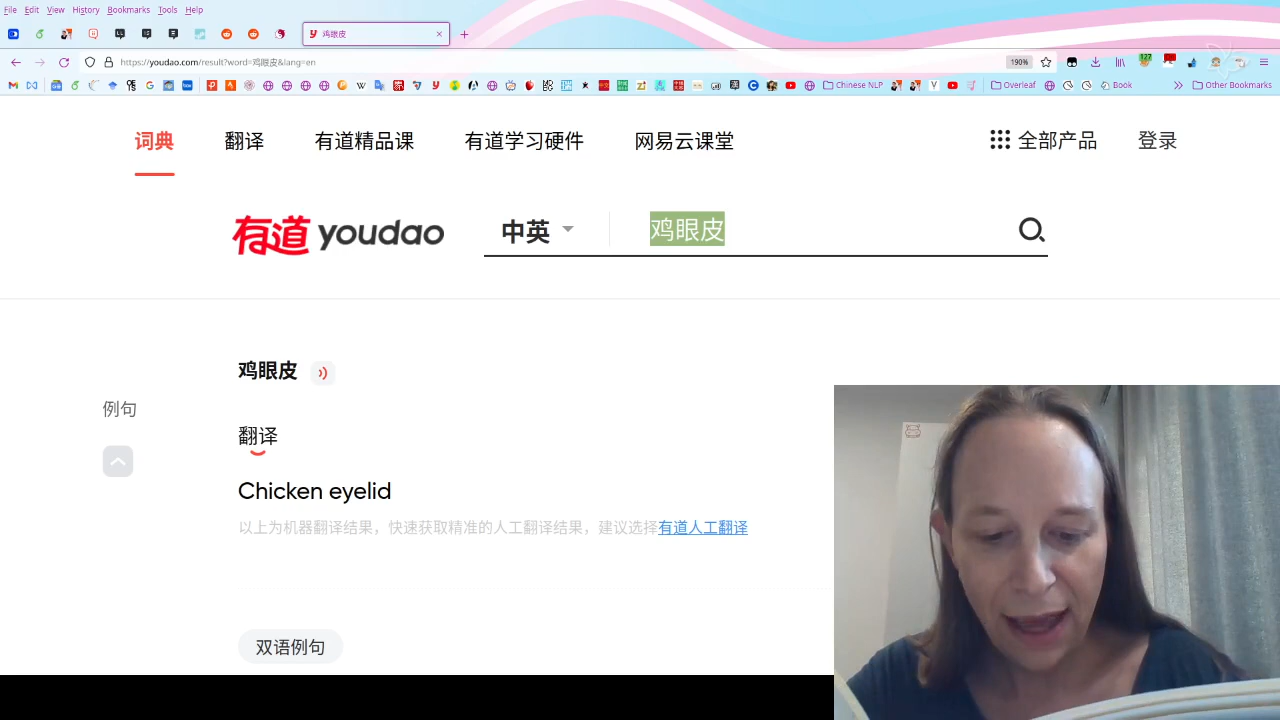 File Edit View History Bookmarks Tools Help
鸡眼皮
https://youdao.com/result?word=鸡眼皮&lang=en
190%
127
Chinese NLP
Overleaf
Book
Other Bookmarks
词典 翻译 有道精品课 有道学习硬件 网易云课堂 全部产品 登录
有道 youdao 中英 鸡眼皮
鸡眼皮
例句
翻译
Chicken eyelid
以上为机器翻译结果，快速获取精准的人工翻译结果，建议选择有道人工翻译
双语例句